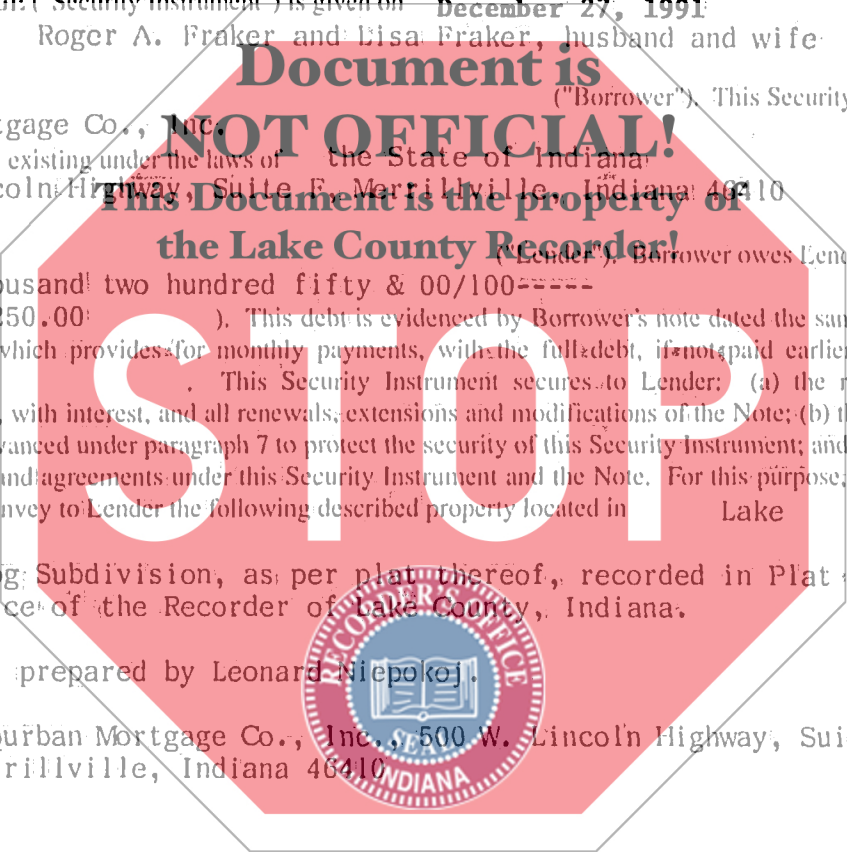 ("Security Instrument") is given on December 27, 1991
Roger A. Fraker and Lisa Fraker, husband and wife
Document is
("Borrower"). This Security
tgage Co., Inc.
NOT OFFICIAL!
existing under the laws of the State of Indiana
coln Highway, Suite F, Merrillville, Indiana 46410
This Document is the property of
the Lake County Recorder!
("Lender"). Borrower owes Lend
ousand two hundred fifty & 00/100-----
250.00 ). This debt is evidenced by Borrower's note dated the sam
which provides for monthly payments, with the full debt, if not paid earlier
. This Security Instrument secures to Lender: (a) the r
, with interest, and all renewals, extensions and modifications of the Note; (b) th
vanced under paragraph 7 to protect the security of this Security Instrument; and
and agreements under this Security Instrument and the Note. For this purpose,
nvey to Lender the following described property located in Lake
STOP
g Subdivision, as per plat thereof, recorded in Plat
ce of the Recorder of Lake County, Indiana.
prepared by Leonard Niepokoj.
urban Mortgage Co., Inc., 500 W. Lincoln Highway, Sui
rillville, Indiana 46410
RECORDER'S OFFICE
SEAL
INDIANA